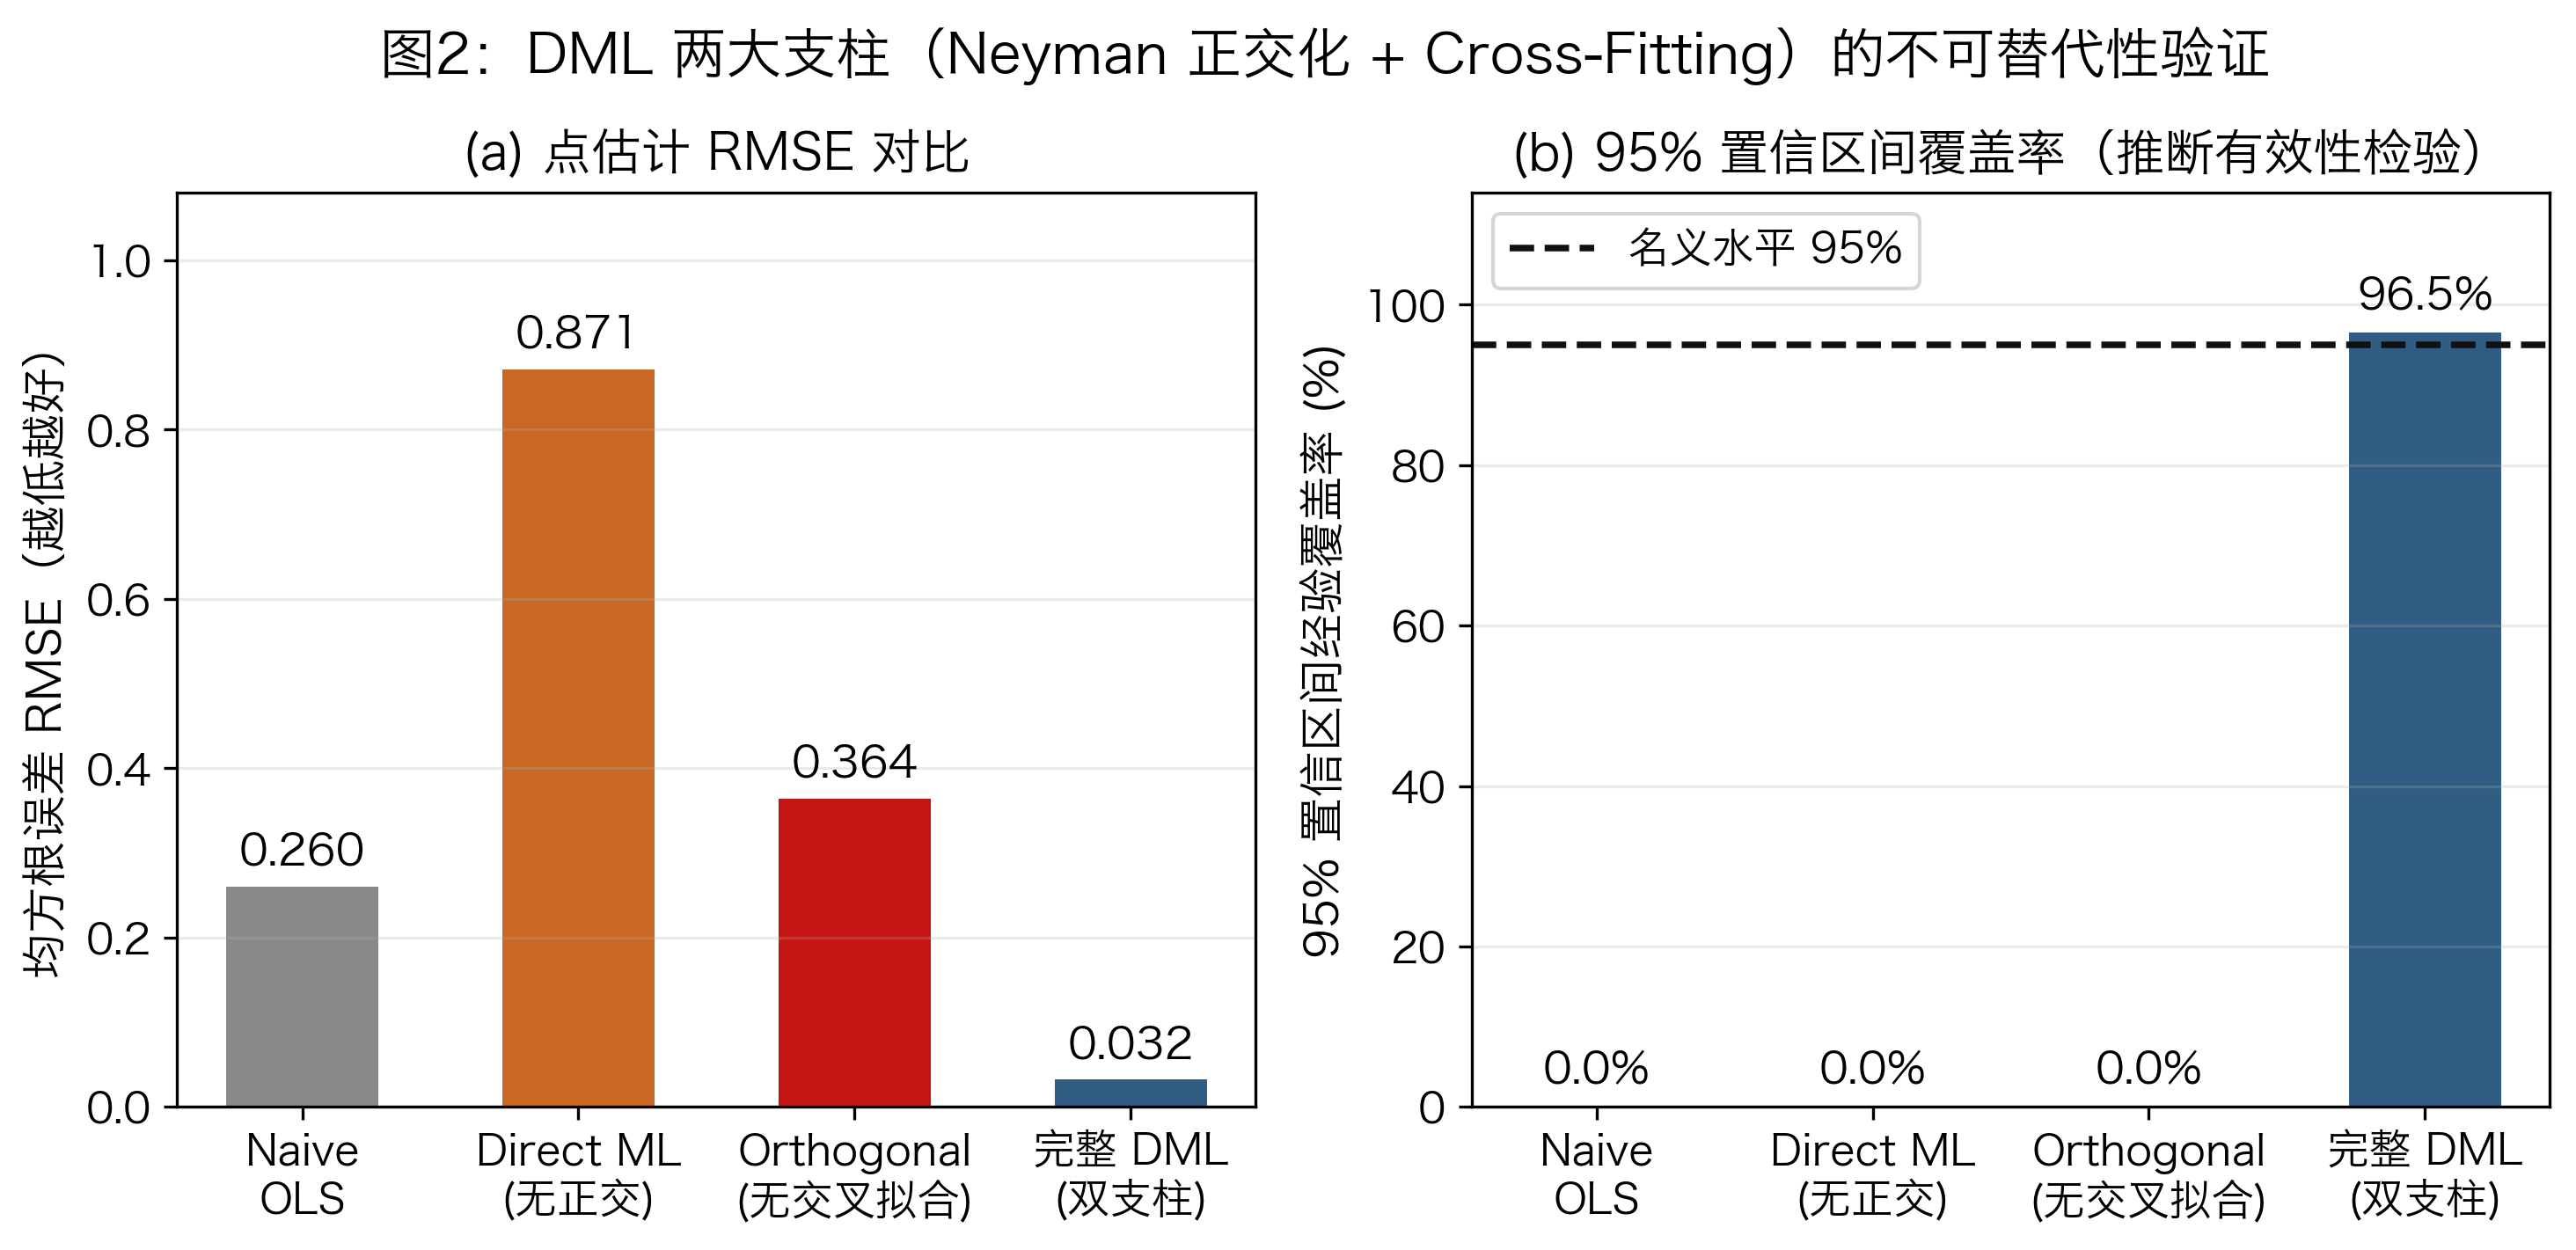 图2：DML 两大支柱（Neyman 正交化 + Cross-Fitting）的不可替代性验证
(a) 点估计 RMSE 对比
均方根误差 RMSE（越低越好）
1.0
0.8
0.6
0.4
0.2
0.0
0.260
0.871
0.364
0.032
Naive
OLS
Direct ML
(无正交)
Orthogonal
(无交叉拟合)
完整 DML
(双支柱)
(b) 95% 置信区间覆盖率（推断有效性检验）
95% 置信区间经验覆盖率 (%)
名义水平 95%
100
80
60
40
20
0
0.0%
0.0%
0.0%
96.5%
Naive
OLS
Direct ML
(无正交)
Orthogonal
(无交叉拟合)
完整 DML
(双支柱)